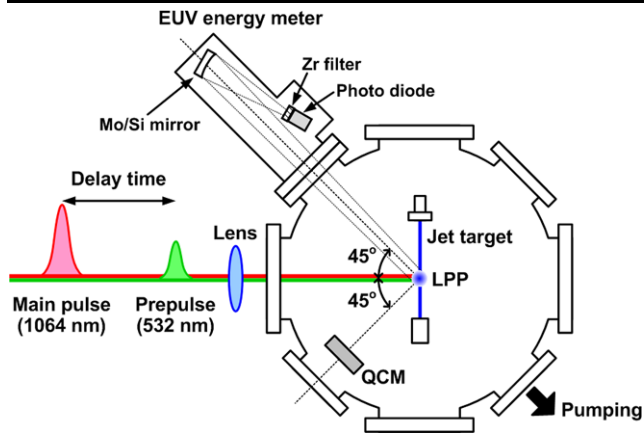 EUV energy meter
Zr filter
Photo diode
Mo/Si mirror
Delay time
Lens
Jet target
45°
LPP
45°
Main pulse
(1064 nm)
Prepulse
(532 nm)
QCM
Pumping